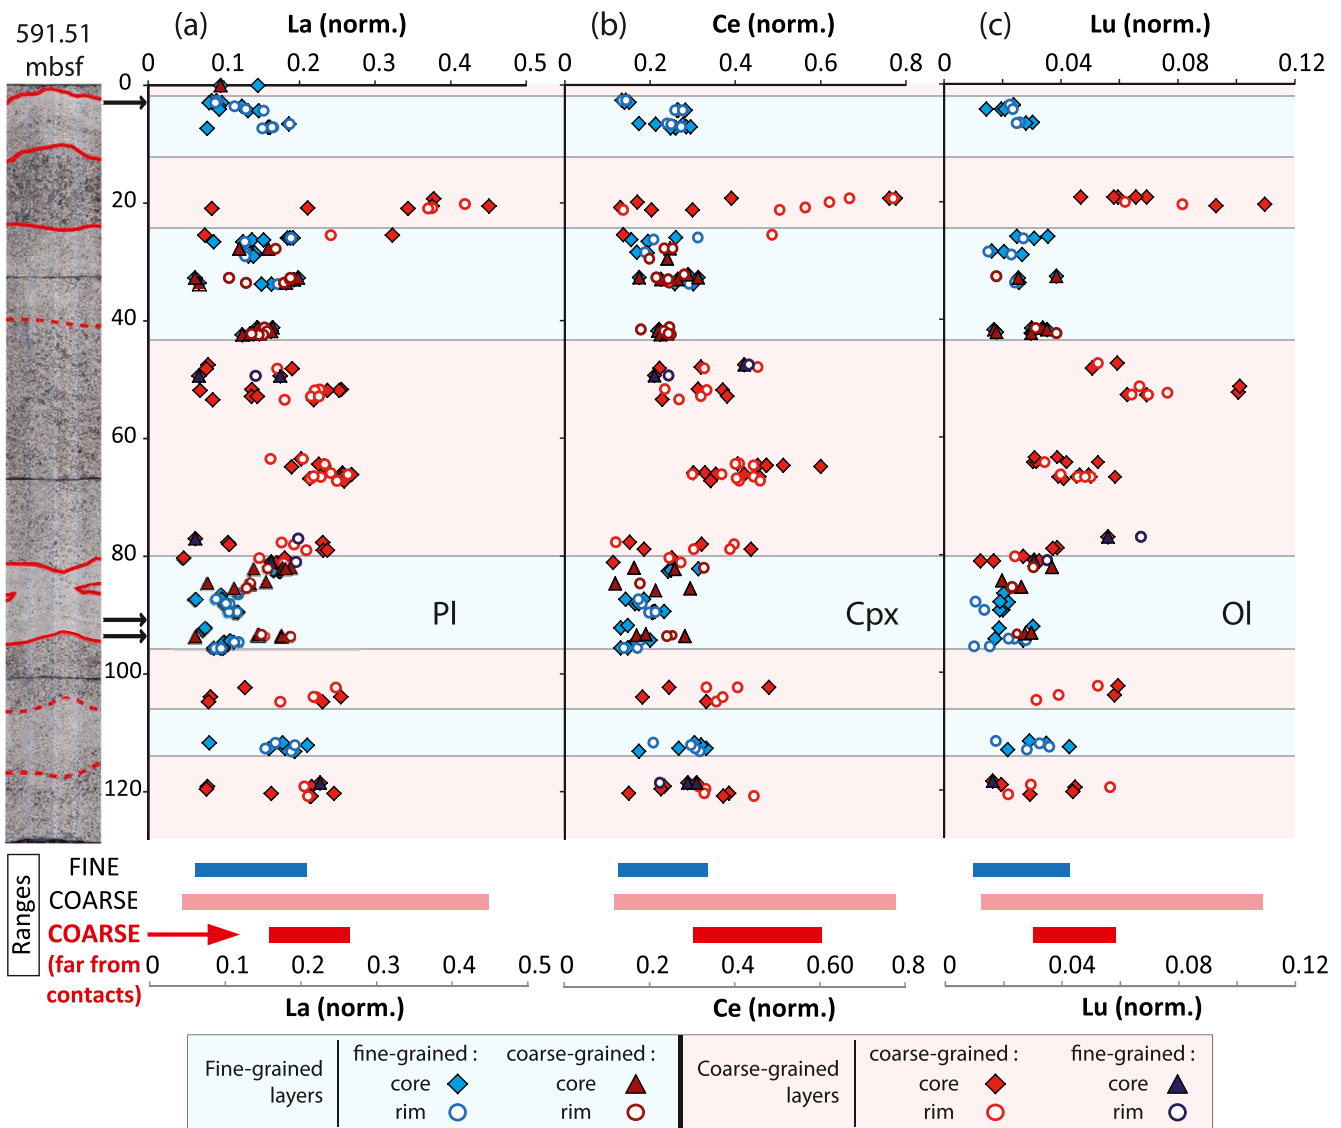 591.51
mbsf
(a) La (norm.)
0 0.1 0.2 0.3 0.4 0.5
(b) Ce (norm.)
0 0.2 0.4 0.6 0.8
(c) Lu (norm.)
0 0.04 0.08 0.12
0
20
40
60
80
100
120
Pl
Cpx
Ol
Ranges
FINE
COARSE
COARSE
(far from
contacts)
0 0.1 0.2 0.3 0.4 0.5
La (norm.)
0 0.2 0.4 0.60 0.8
Ce (norm.)
0 0.04 0.08 0.12
Lu (norm.)
Fine-grained
layers
fine-grained :
core
rim
coarse-grained :
core
rim
Coarse-grained
layers
coarse-grained :
core
rim
fine-grained :
core
rim